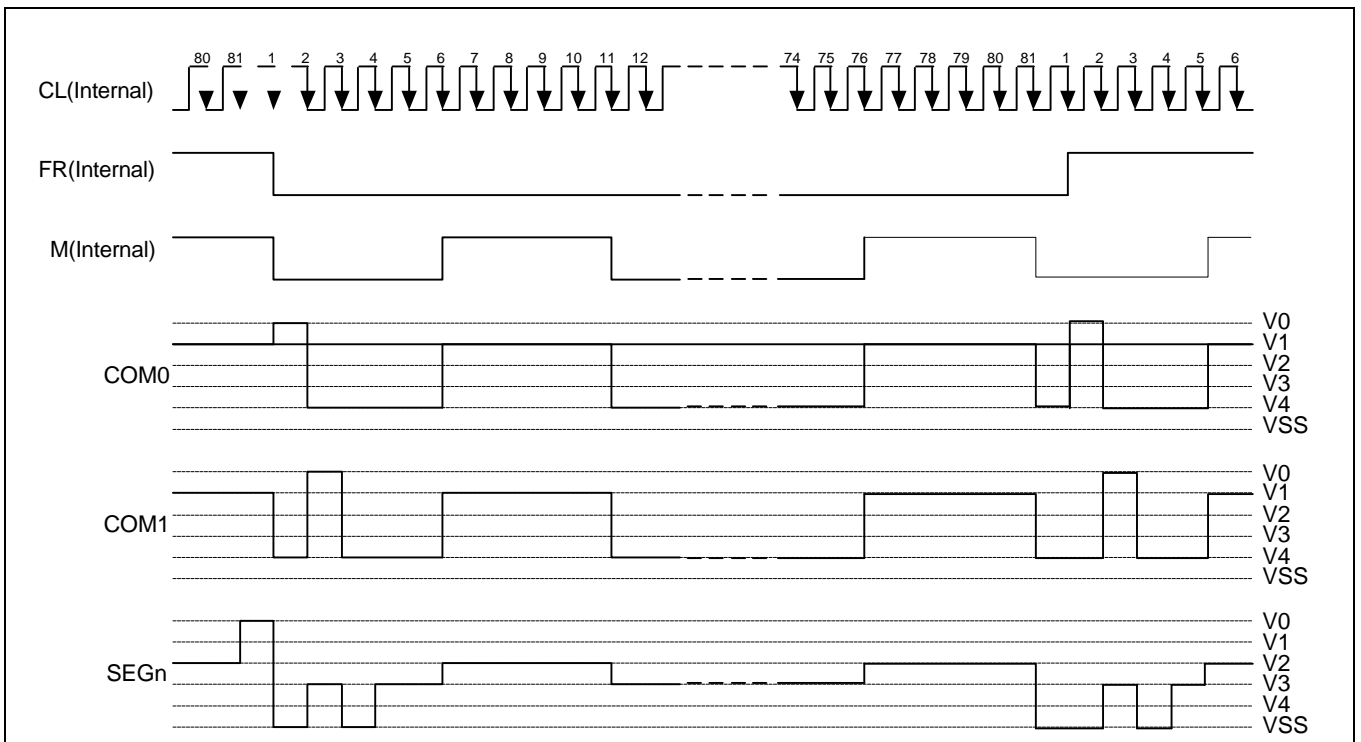 80 81 1 2 3 4 5 6 7 8 9 10 11 12 74 75 76 77 78 79 80 81 1 2 3 4 5 6
CL(Internal)
FR(Internal)
M(Internal)
V0
V1
COM0
V2
V3
V4
VSS
V0
V1
COM1
V2
V3
V4
VSS
V0
V1
SEGn
V2
V3
V4
VSS